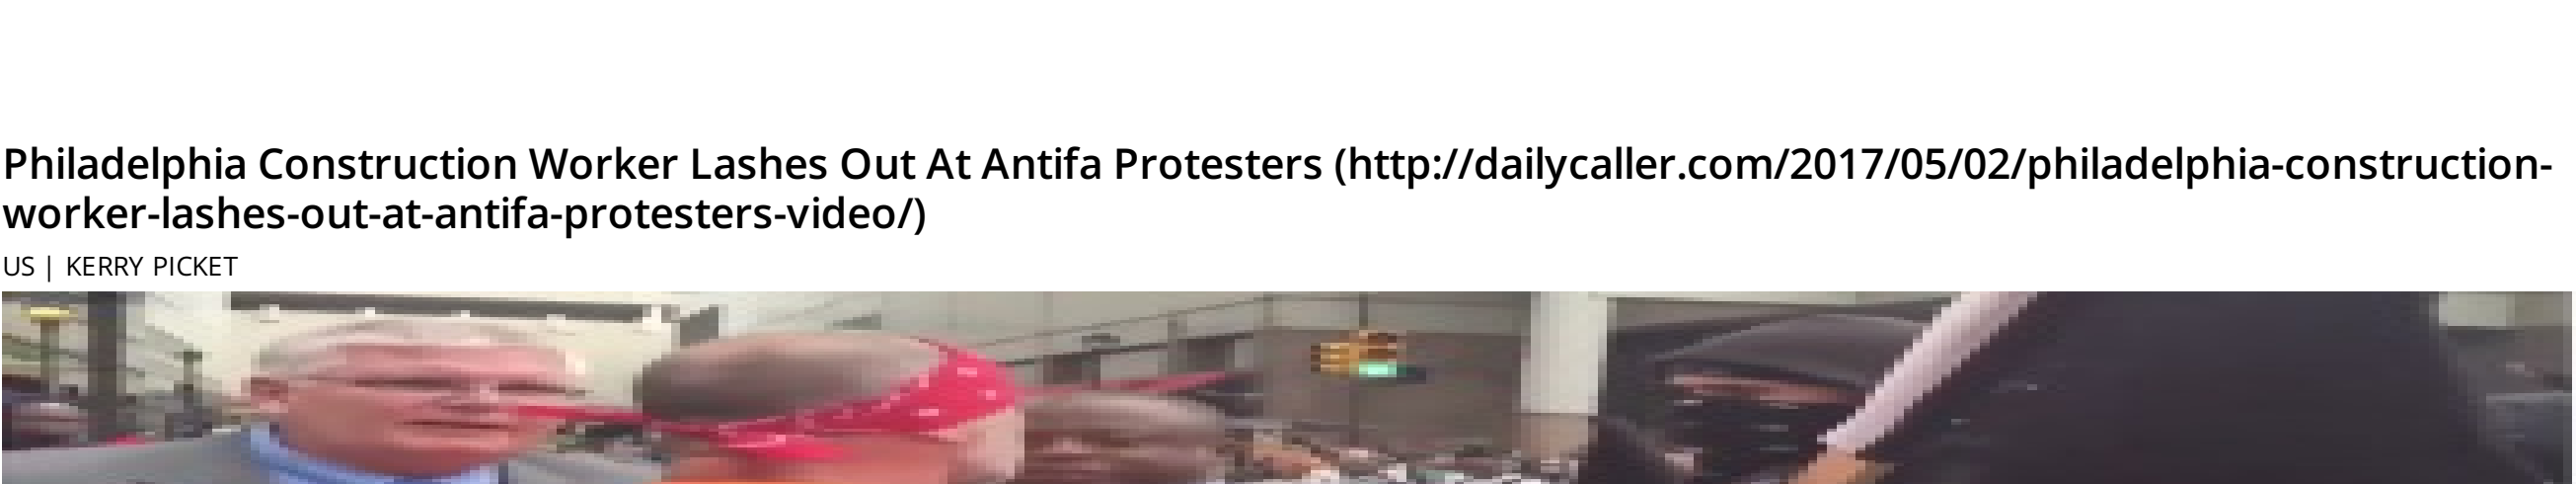 Philadelphia Construction Worker Lashes Out At Antifa Protesters (http://dailycaller.com/2017/05/02/philadelphia-construction-
worker-lashes-out-at-antifa-protesters-video/)
US | KERRY PICKET